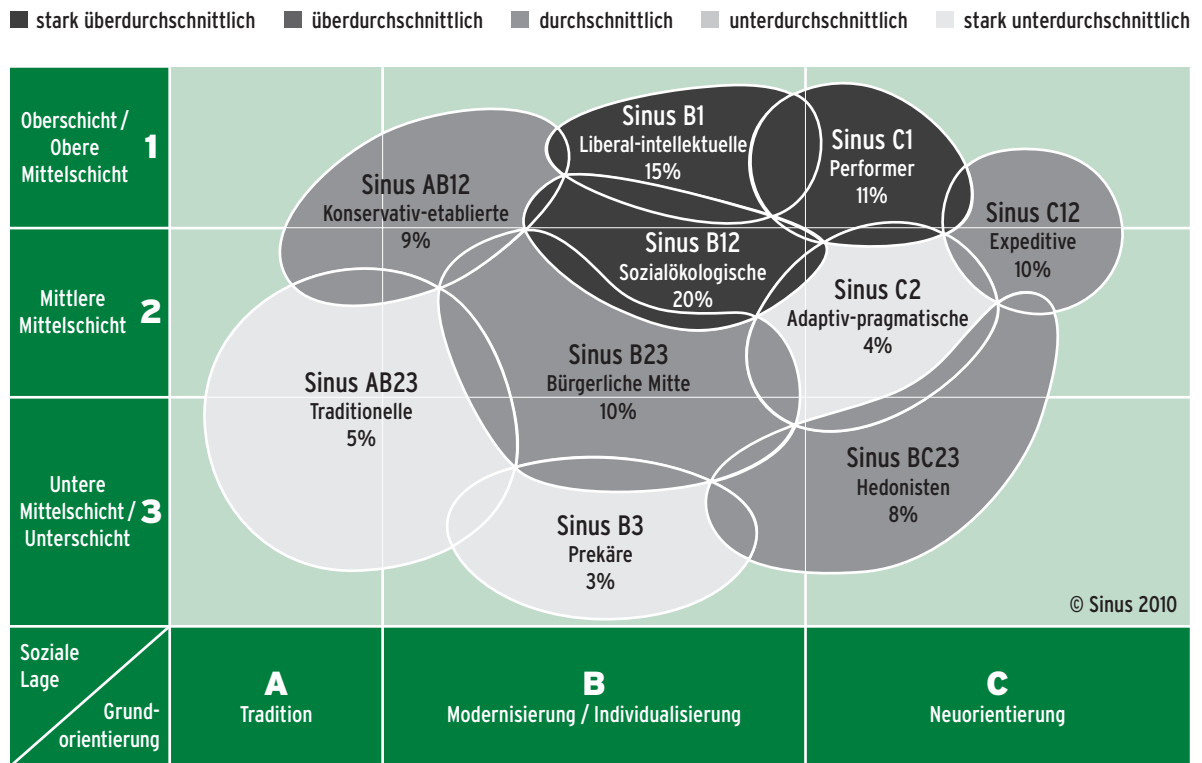 stark überdurchschnittlich überdurchschnittlich durchschnittlich unterdurchschnittlich stark unterdurchschnittlich
Oberschicht /
Obere
Mittelschicht
1
Sinus AB12
Konservativ-etablierte
9%
Sinus B1
Liberal-intellektuelle
15%
Sinus C1
Performer
11%
Sinus C12
Expeditive
10%
Sinus B12
Sozialökologische
20%
Mittlere
Mittelschicht
2
Sinus C2
Adaptiv-pragmatische
4%
Sinus AB23
Traditionelle
5%
Sinus B23
Bürgerliche Mitte
10%
Untere
Mittelschicht /
Unterschicht
3
Sinus BC23
Hedonisten
8%
Sinus B3
Prekäre
3%
© Sinus 2010
Soziale
Lage
Grund-
orientierung
A
Tradition
B
Modernisierung / Individualisierung
C
Neuorientierung